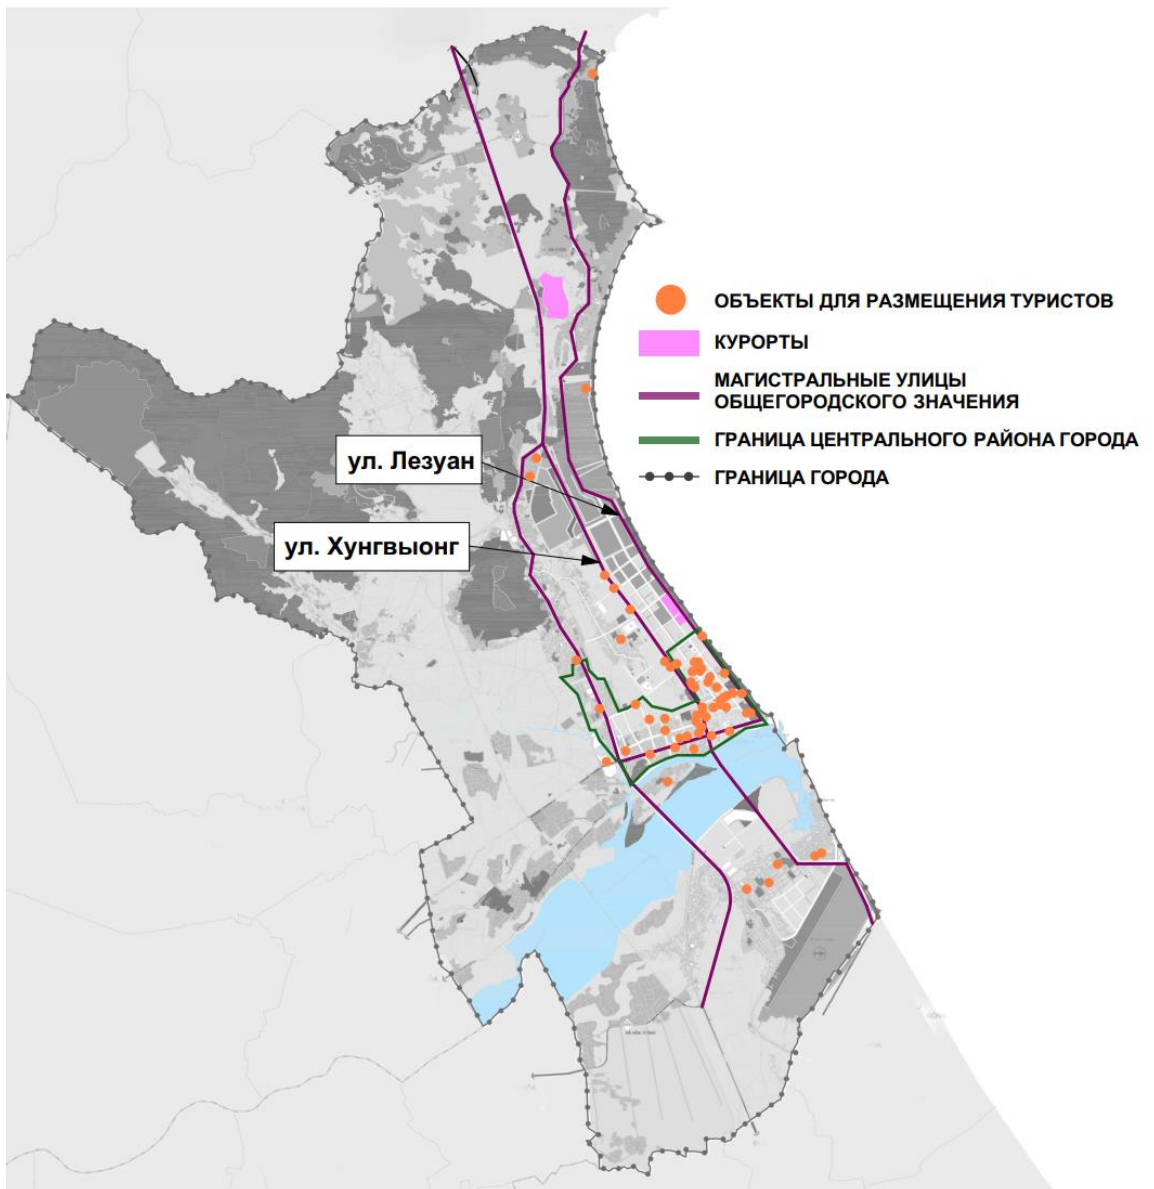 ОБЪЕКТЫ ДЛЯ РАЗМЕЩЕНИЯ ТУРИСТОВ
КУРОРТЫ
МАГИСТРАЛЬНЫЕ УЛИЦЫ
ОБЩЕГОРОДСКОГО ЗНАЧЕНИЯ
ГРАНИЦА ЦЕНТРАЛЬНОГО РАЙОНА ГОРОДА
ул. Лезуан
ГРАНИЦА ГОРОДА
ул. Хунгвыонг